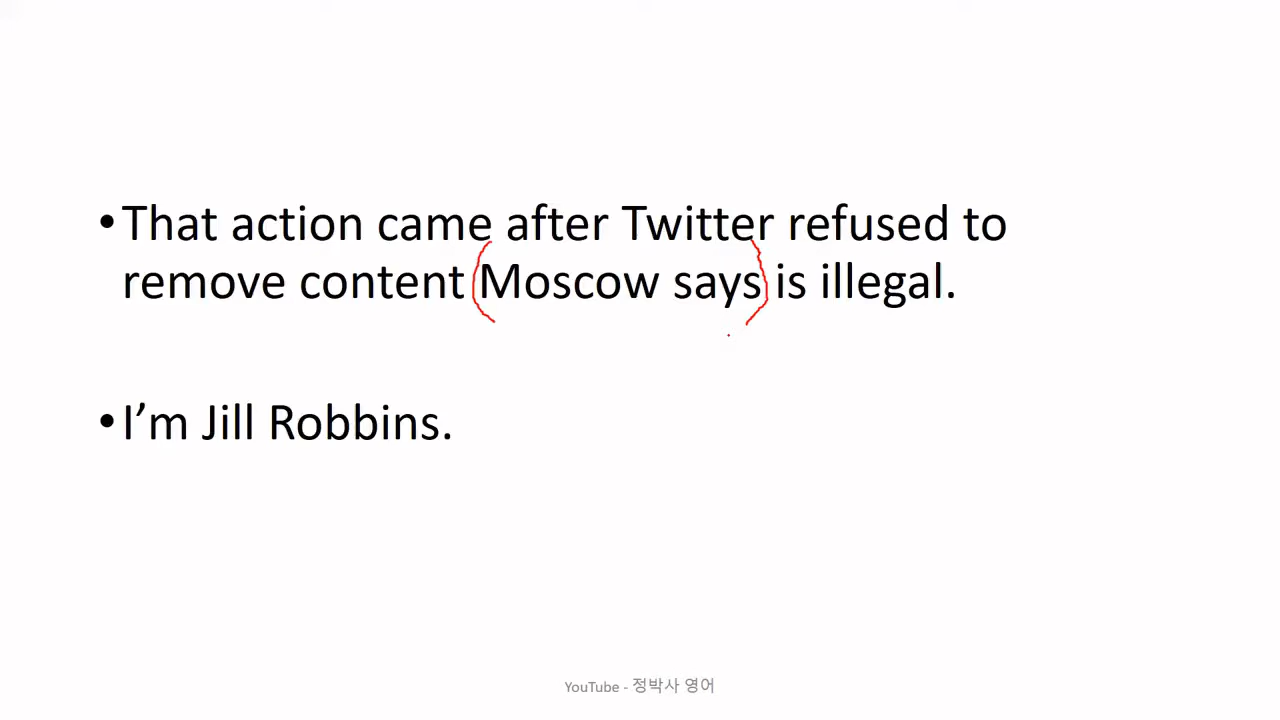 •That action came after Twitter refused to
remove content (Moscow says) is illegal.
•I’m Jill Robbins.
YouTube - 정박사 영어